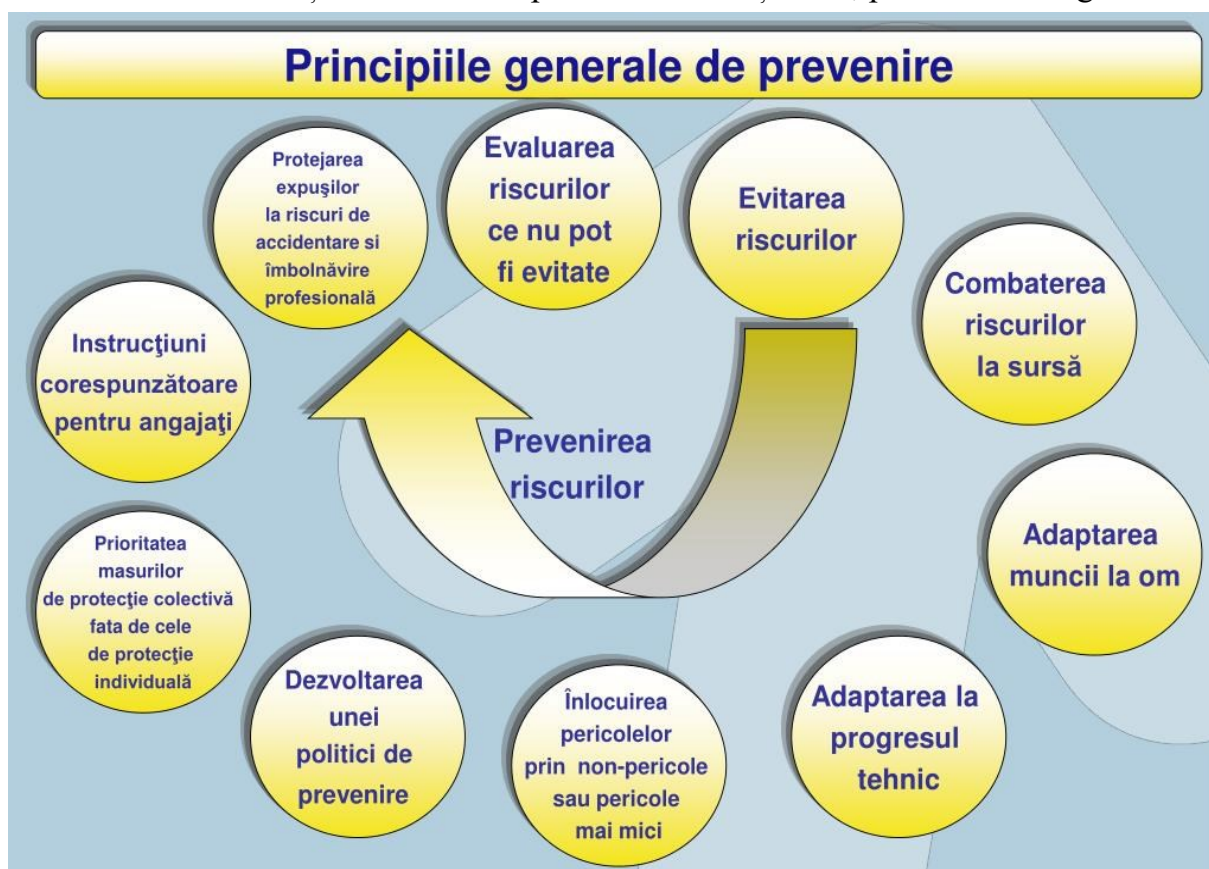 Principiile generale de prevenire
Protejarea
expuşilor
la riscuri de
accidentare si
îmbolnăvire
profesională
Evaluarea
riscurilor
ce nu pot
fi evitate
Evitarea
riscurilor
Combaterea
riscurilor
la sursă
Instrucţiuni
corespunzătoare
pentru angajaţi
Prevenirea
riscurilor
Adaptarea
muncii la om
Prioritatea
masurilor
de protecţie colectivă
fata de cele
de protecţie
individuală
Dezvoltarea
unei
politici de
prevenire
Înlocuirea
pericolelor
prin non-pericole
sau pericole
mai mici
Adaptarea la
progresul
tehnic